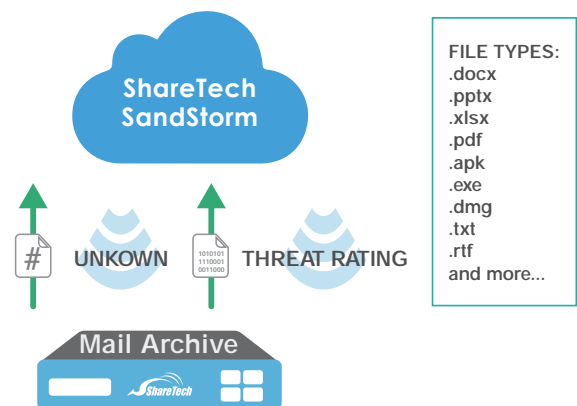 ShareTech
SandStorm
FILE TYPES:
.docx
.pptx
.xlsx
.pdf
.apk
.exe
.dmg
.txt
.rtf
and more...
#
UNKOWN
1010101
1110001
0011000
THREAT RATING
Mail Archive
ShareTech